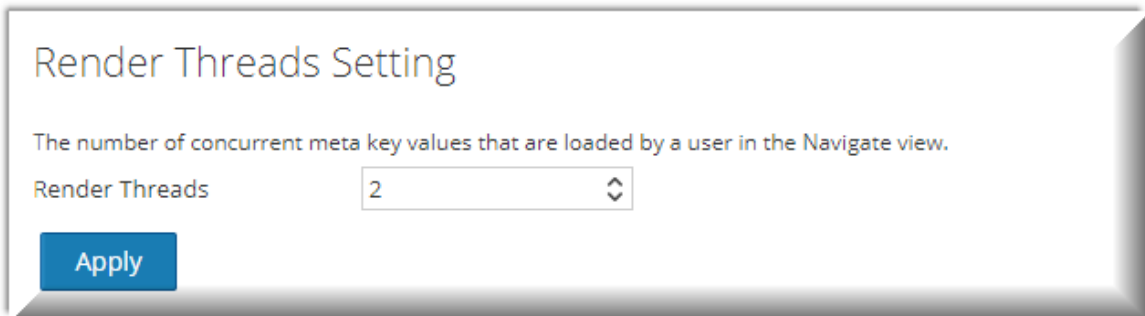 Render Threads Setting
The number of concurrent meta key values that are loaded by a user in the Navigate view.
Render Threads 2
Apply